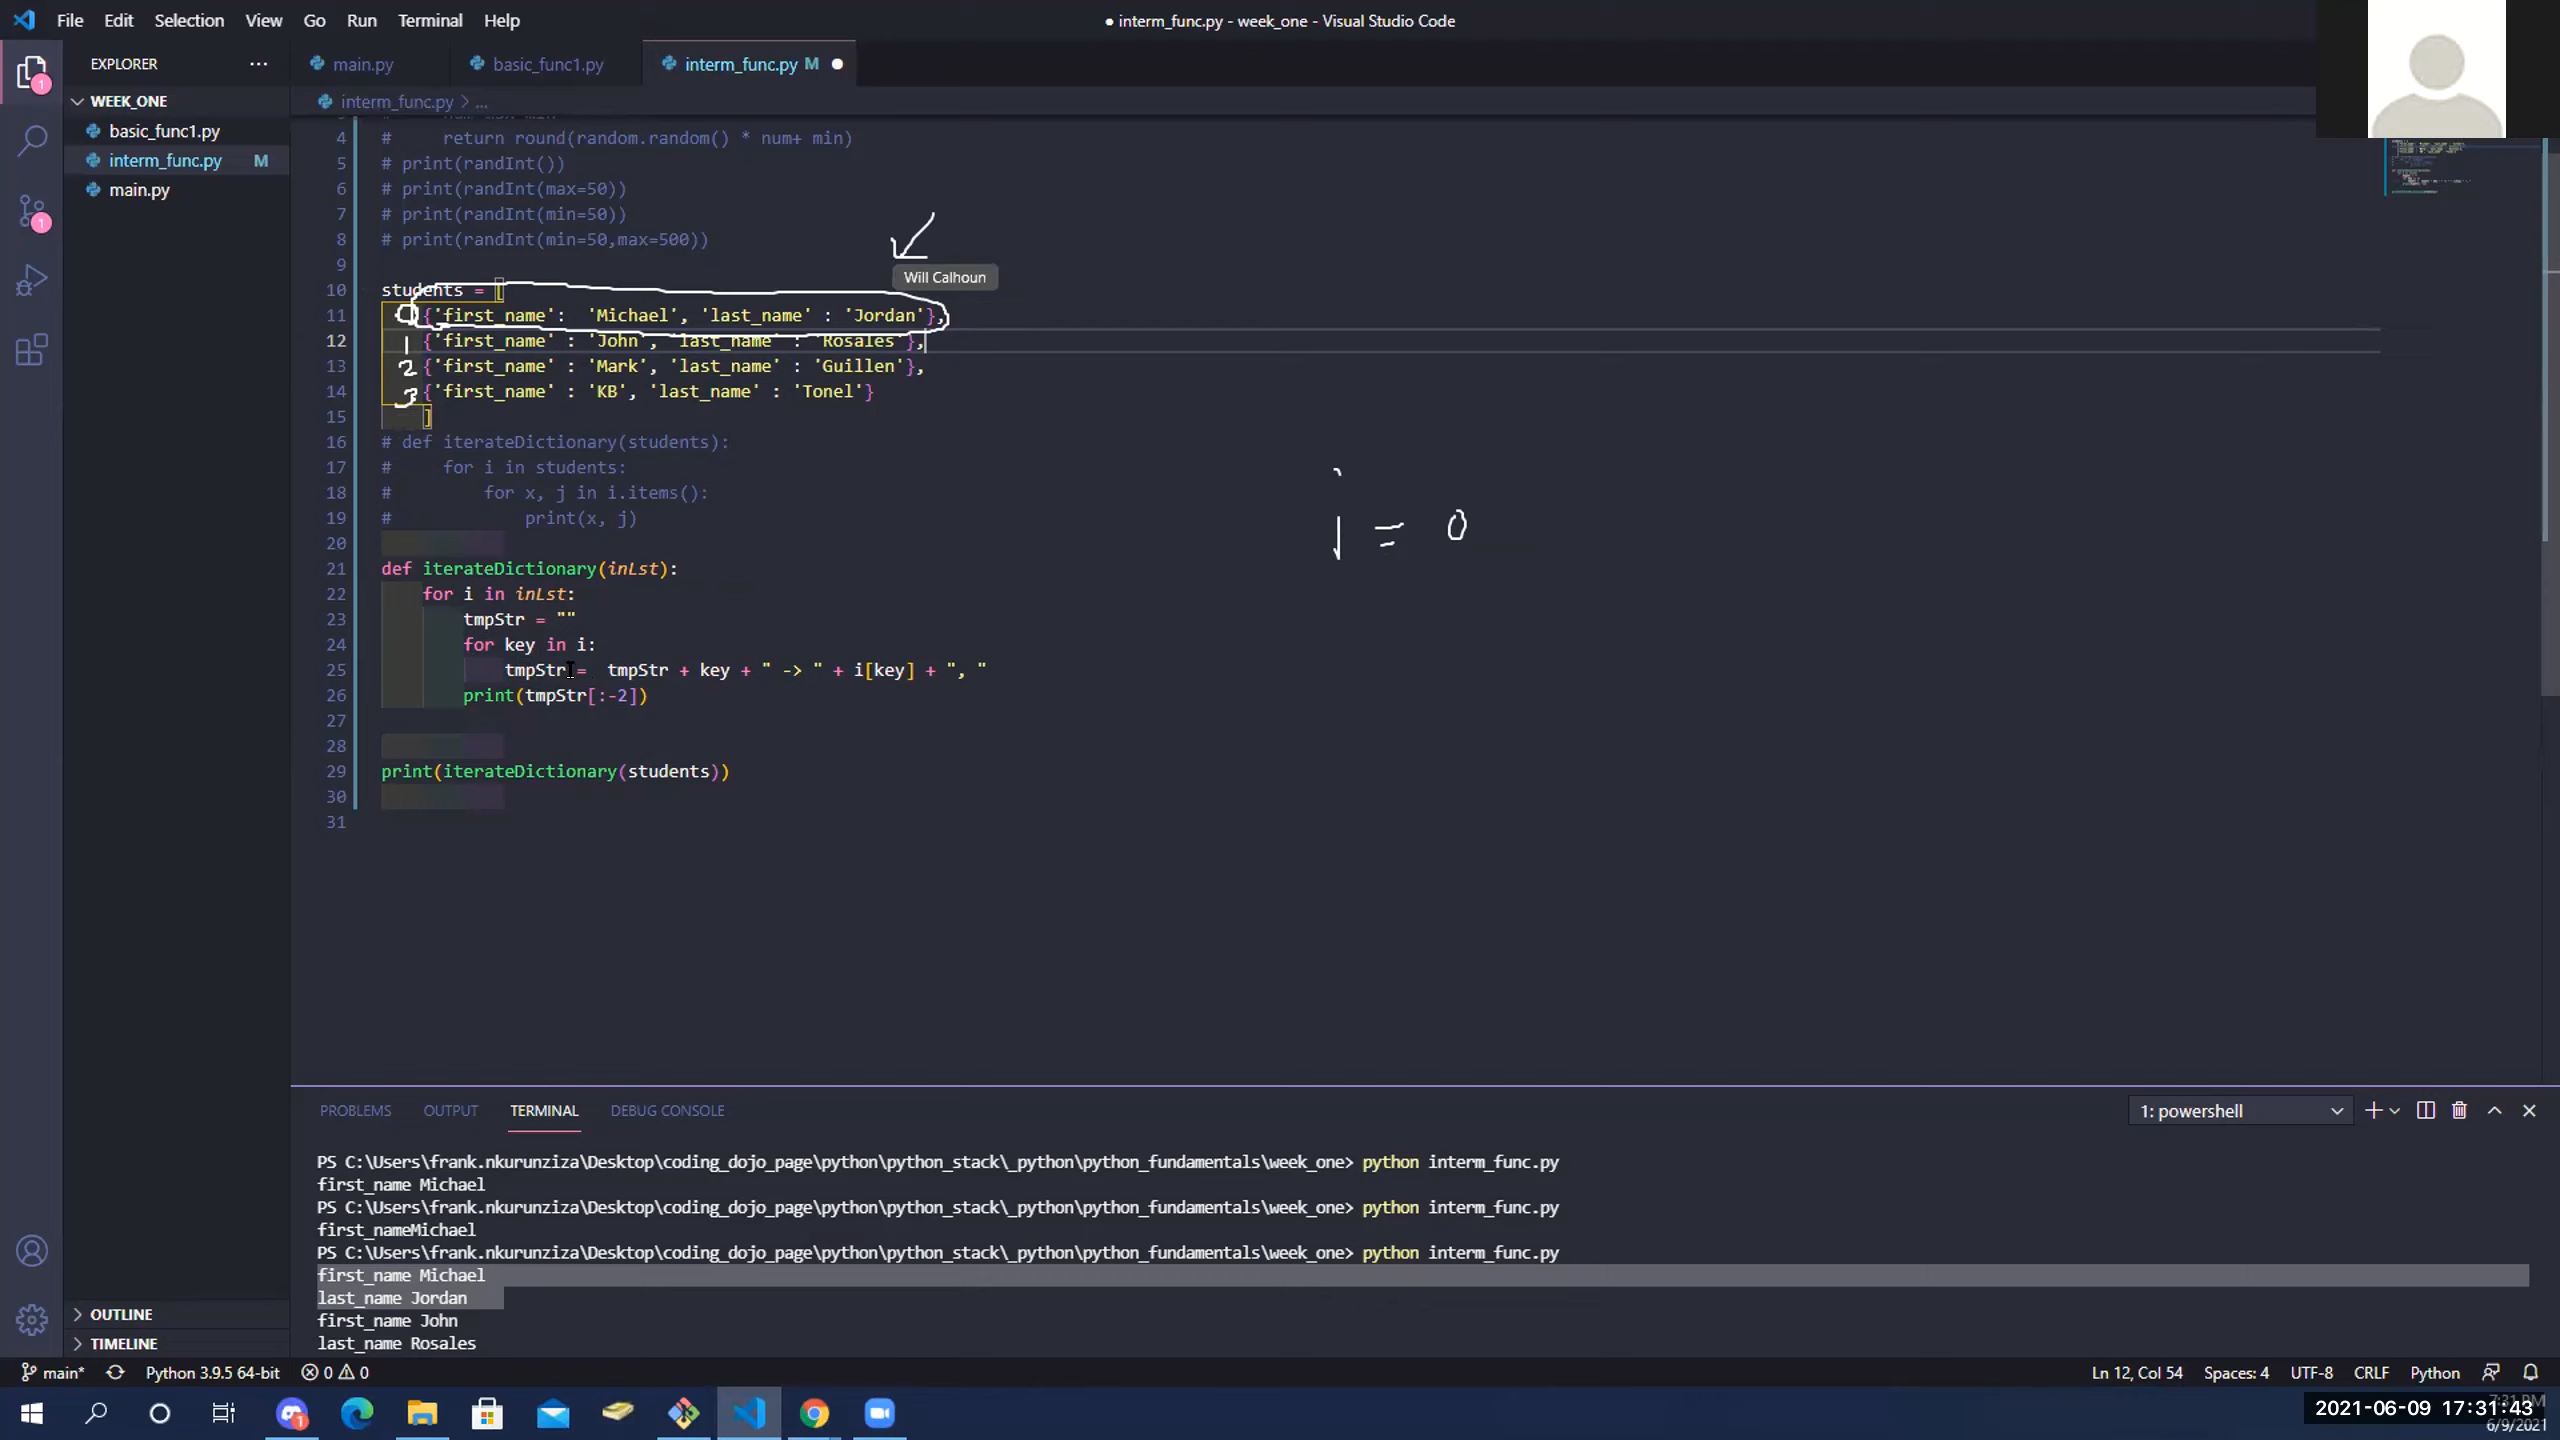 File Edit Selection View Go Run Terminal Help
● interm_func.py - week_one - Visual Studio Code
EXPLORER ···
main.py
basic_func1.py
interm_func.py M
1
WEEK_ONE
basic_func1.py
interm_func.py M
main.py
1
interm_func.py > ...
4 # return round(random.random() * num+ min)
5 # print(randInt())
6 # print(randInt(max=50))
7 # print(randInt(min=50))
8 # print(randInt(min=50,max=500))
9
Will Calhoun
10 students = [
11 0 {'first_name': 'Michael', 'last_name' : 'Jordan'},
12 1 {'first_name' : 'John', 'last_name' : 'Rosales'},
13 2 {'first_name' : 'Mark', 'last_name' : 'Guillen'},
14 3 {'first_name' : 'KB', 'last_name' : 'Tonel'}
15 ]
16 # def iterateDictionary(students):
17 # for i in students:
18 # for x, j in i.items():
19 # print(x, j)
i = 0
20
21 def iterateDictionary(inLst):
22 for i in inLst:
23 tmpStr = ""
24 for key in i:
25 tmpStr = tmpStr + key + " -> " + i[key] + ", "
26 print(tmpStr[:-2])
27
28
29 print(iterateDictionary(students))
30
31
PROBLEMS OUTPUT TERMINAL DEBUG CONSOLE
1: powershell
PS C:\Users\frank.nkurunziza\Desktop\coding_dojo_page\python\python_stack\_python\python_fundamentals\week_one> python interm_func.py
first_name Michael
PS C:\Users\frank.nkurunziza\Desktop\coding_dojo_page\python\python_stack\_python\python_fundamentals\week_one> python interm_func.py
first_nameMichael
PS C:\Users\frank.nkurunziza\Desktop\coding_dojo_page\python\python_stack\_python\python_fundamentals\week_one> python interm_func.py
first_name Michael
last_name Jordan
first_name John
last_name Rosales
OUTLINE
TIMELINE
main* Python 3.9.5 64-bit 0 0
Ln 12, Col 54 Spaces: 4 UTF-8 CRLF Python
1
2021-06-09 17:31:43
6/9/2021